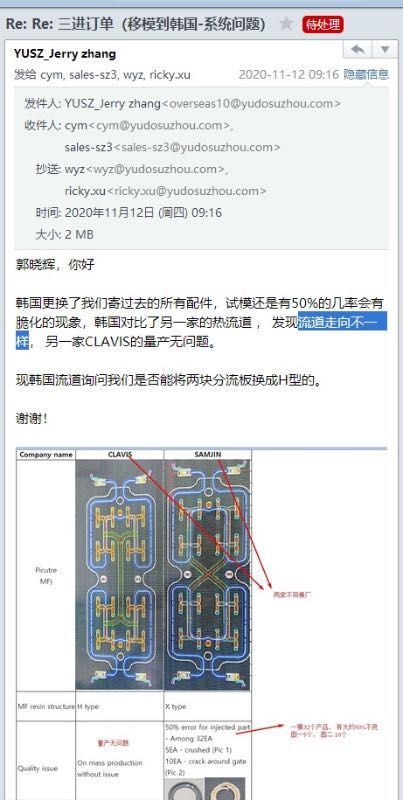 Re: Re: 三进订单（移模到韩国-系统问题） 待处理
YUSZ_Jerry zhang
发给 cym, sales-sz3, wyz, ricky.xu 2020-11-12 09:16 隐藏信息
发件人: YUSZ_Jerry zhang<overseas10@yudosuzhou.com>
收件人: cym<cym@yudosuzhou.com>,
sales-sz3<sales-sz3@yudosuzhou.com>
抄送: wyz<wyz@yudosuzhou.com>,
ricky.xu<ricky.xu@yudosuzhou.com>
时间: 2020年11月12日 (周四) 09:16
大小: 2 MB
郭晓辉，你好
韩国更换了我们寄过去的所有配件，试模还是有50%的几率会有
脆化的现象，韩国对比了另一家的热流道 ， 发现流道走向不一
样， 另一家CLAVIS的量产无问题。
现韩国流道询问我们是否能将两块分流板换成H型的。
谢谢！
Company name CLAVIS SAMJIN
Picutre
MF)
两家不同模厂
MF resin structure H type X type
Quality issue
量产无问题
On mass production
without issue
50% error for injected part
- Among 32EA
5EA - crushed (Pic 1)
10EA - crack around gate
(Pic 2)
一模32个产品，有大约50%不良
图一5个， 图二 10个